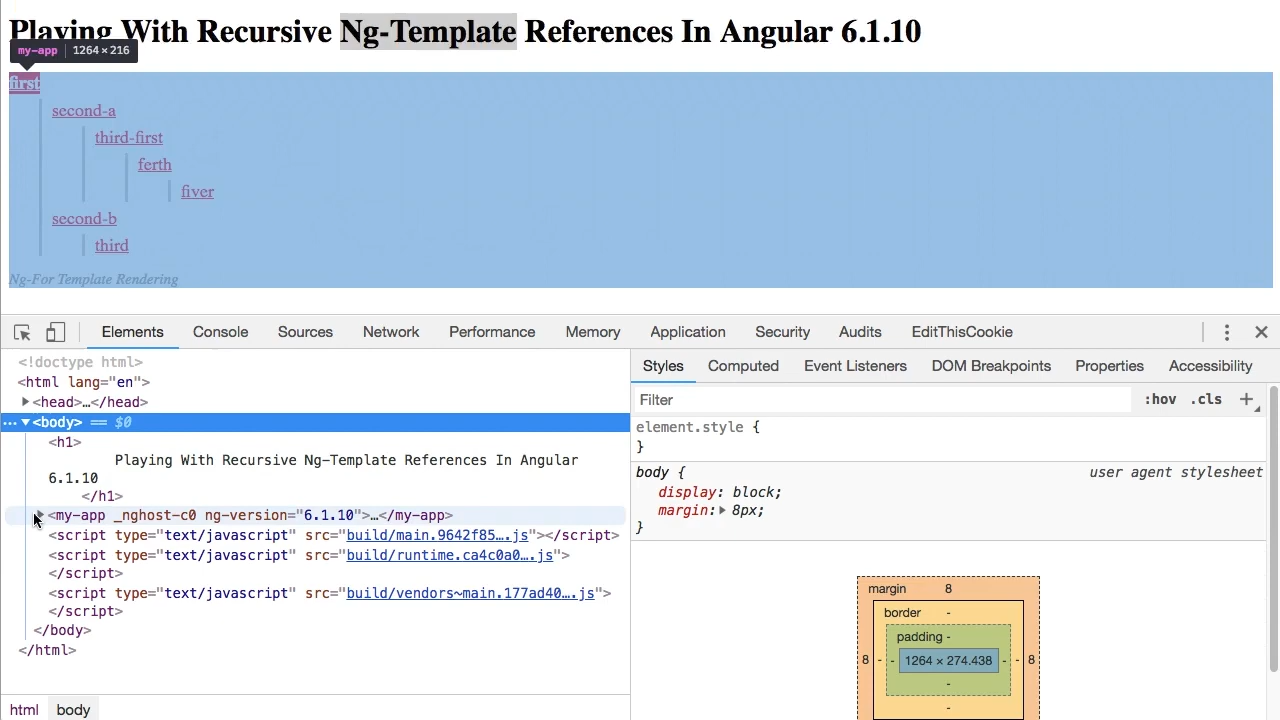 Playing With Recursive Ng-Template References In Angular 6.1.10
my-app 1264 × 216
first
second-a
third-first
ferth
fiver
second-b
third
Ng-For Template Rendering
Elements Console Sources Network Performance Memory Application Security Audits EditThisCookie
<!doctype html>
<html lang="en">
<head>…</head>
<body> == $0
<h1>
Playing With Recursive Ng-Template References In Angular
6.1.10
</h1>
<my-app _nghost-c0 ng-version="6.1.10">…</my-app>
<script type="text/javascript" src="build/main.9642f85….js"></script>
<script type="text/javascript" src="build/runtime.ca4c0a0….js">
</script>
<script type="text/javascript" src="build/vendors~main.177ad40….js">
</script>
</body>
</html>
html body
Styles Computed Event Listeners DOM Breakpoints Properties Accessibility
Filter :hov .cls +
element.style {
}
body { user agent stylesheet
display: block;
margin: 8px;
}
margin 8
border -
padding -
8 - - 1264 × 274.438 - - 8
-
-